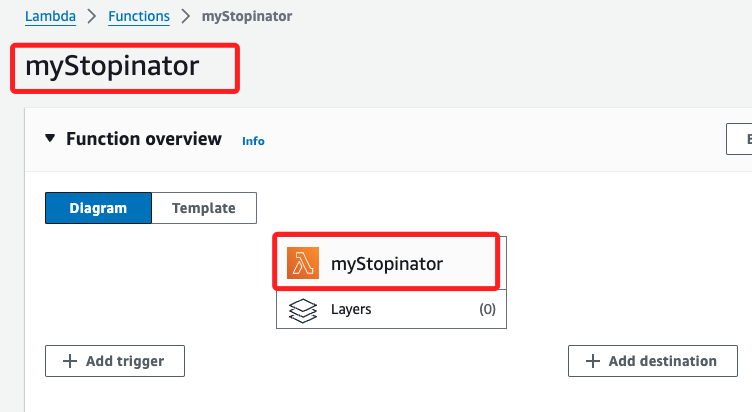 Lambda > Functions > myStopinator
myStopinator
Function overview Info
Diagram Template
myStopinator
Layers (0)
+ Add trigger + Add destination